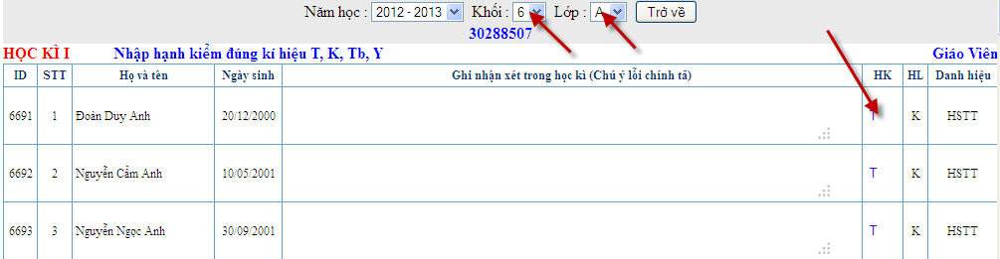 Năm học : 2012 - 2013 Khối : 6 Lớp : A Trở về
30288507
HỌC KÌ I Nhập hạnh kiểm đúng kí hiệu T, K, Tb, Y Giáo Viên
ID STT Họ và tên Ngày sinh Ghi nhận xét trong học kì (Chú ý lỗi chính tả) HK HL Danh hiệu
6691 1 Đoàn Duy Anh 20/12/2000 T K HSTT
6692 2 Nguyễn Cẩm Anh 10/05/2001 T K HSTT
6693 3 Nguyễn Ngọc Anh 30/09/2001 T K HSTT